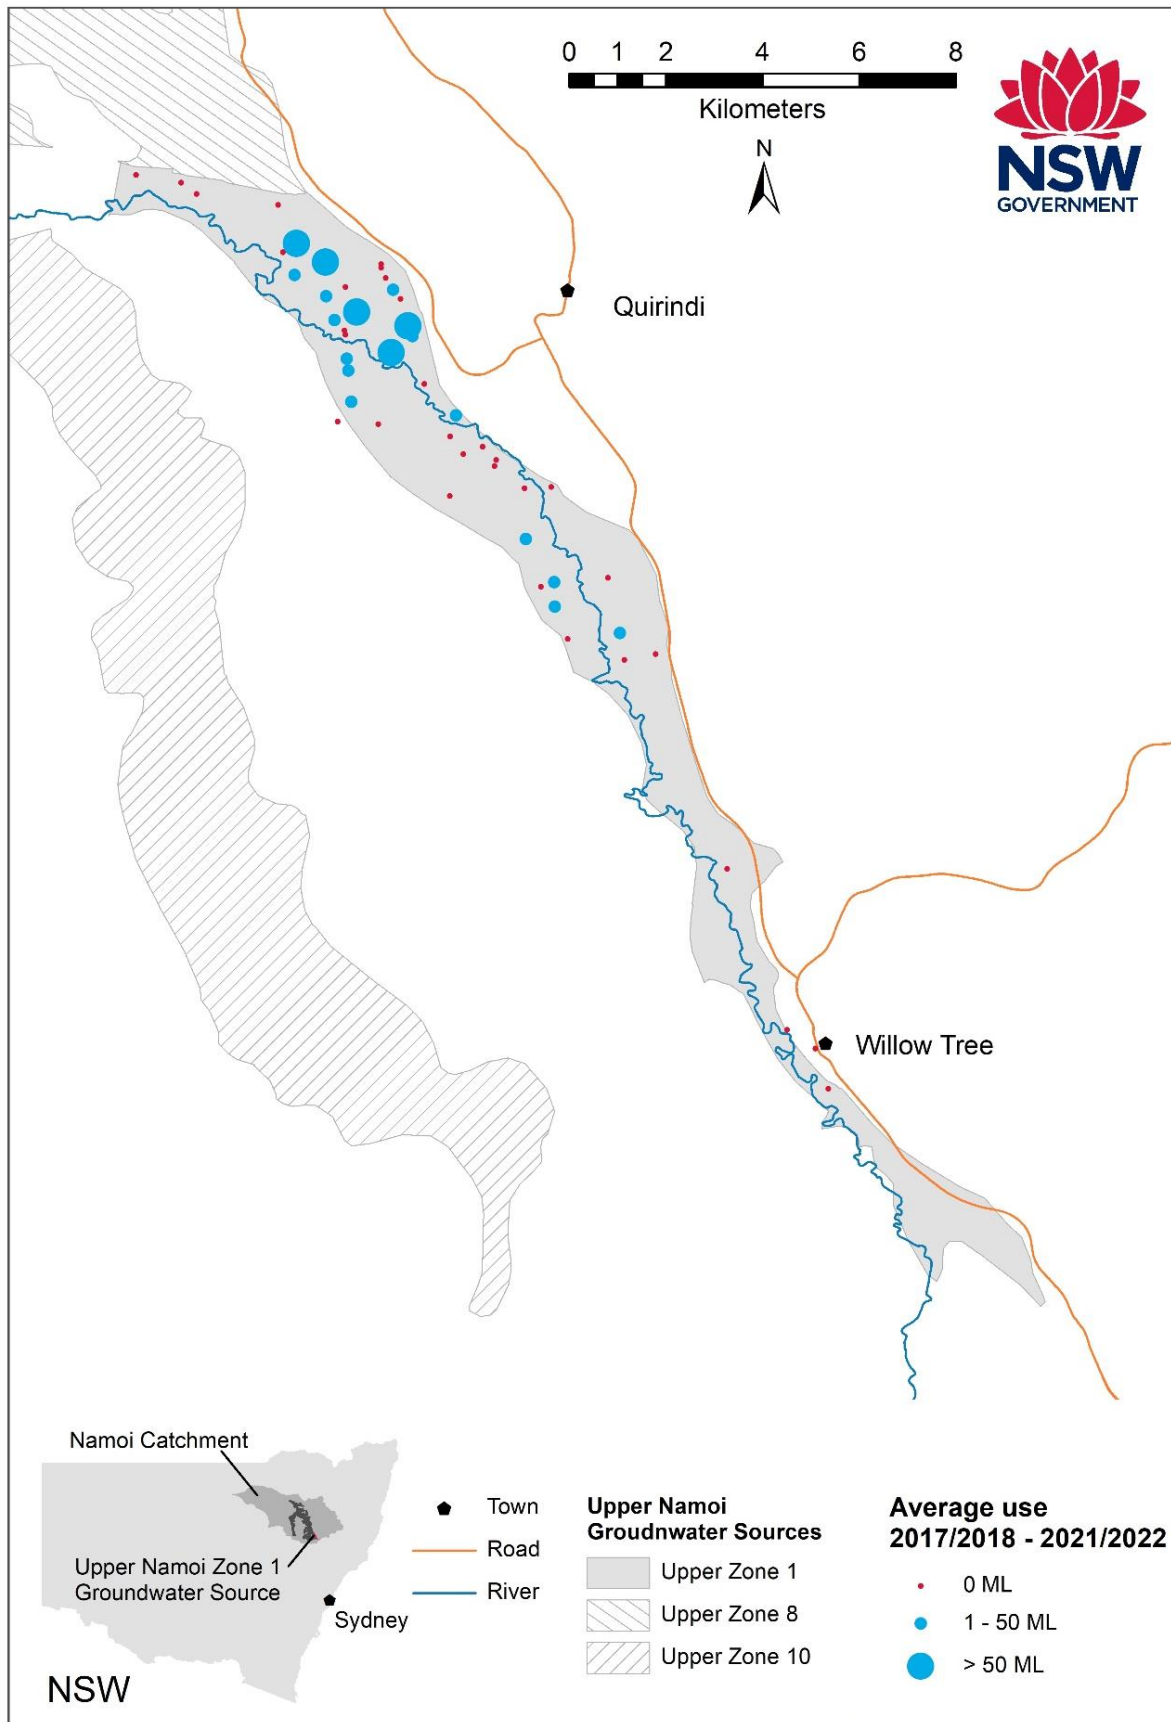 0 1 2 4 6 8
Kilometers
N
NSW
GOVERNMENT
Quirindi
Willow Tree
Namoi Catchment
Upper Namoi Zone 1
Groundwater Source
Sydney
NSW
Town
Road
River
Upper Namoi
Groudnwater Sources
Upper Zone 1
Upper Zone 8
Upper Zone 10
Average use
2017/2018 - 2021/2022
0 ML
1 - 50 ML
> 50 ML